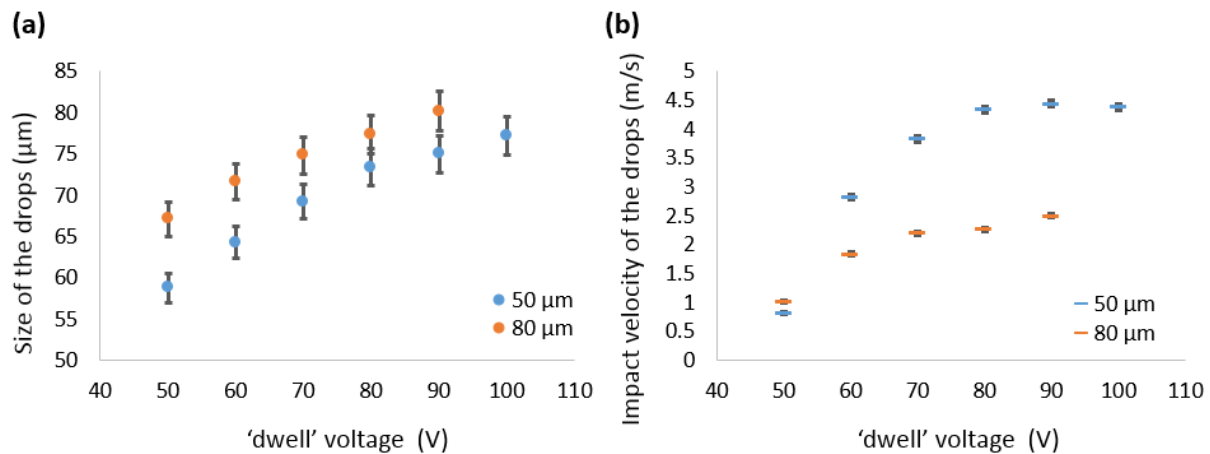 (a)
Size of the drops (µm)
85
80
75
70
65
60
55
50
40 50 60 70 80 90 100 110
‘dwell’ voltage (V)
50 µm
80 µm
(b)
Impact velocity of the drops (m/s)
5
4.5
4
3.5
3
2.5
2
1.5
1
0.5
0
40 50 60 70 80 90 100 110
‘dwell’ voltage (V)
50 µm
80 µm